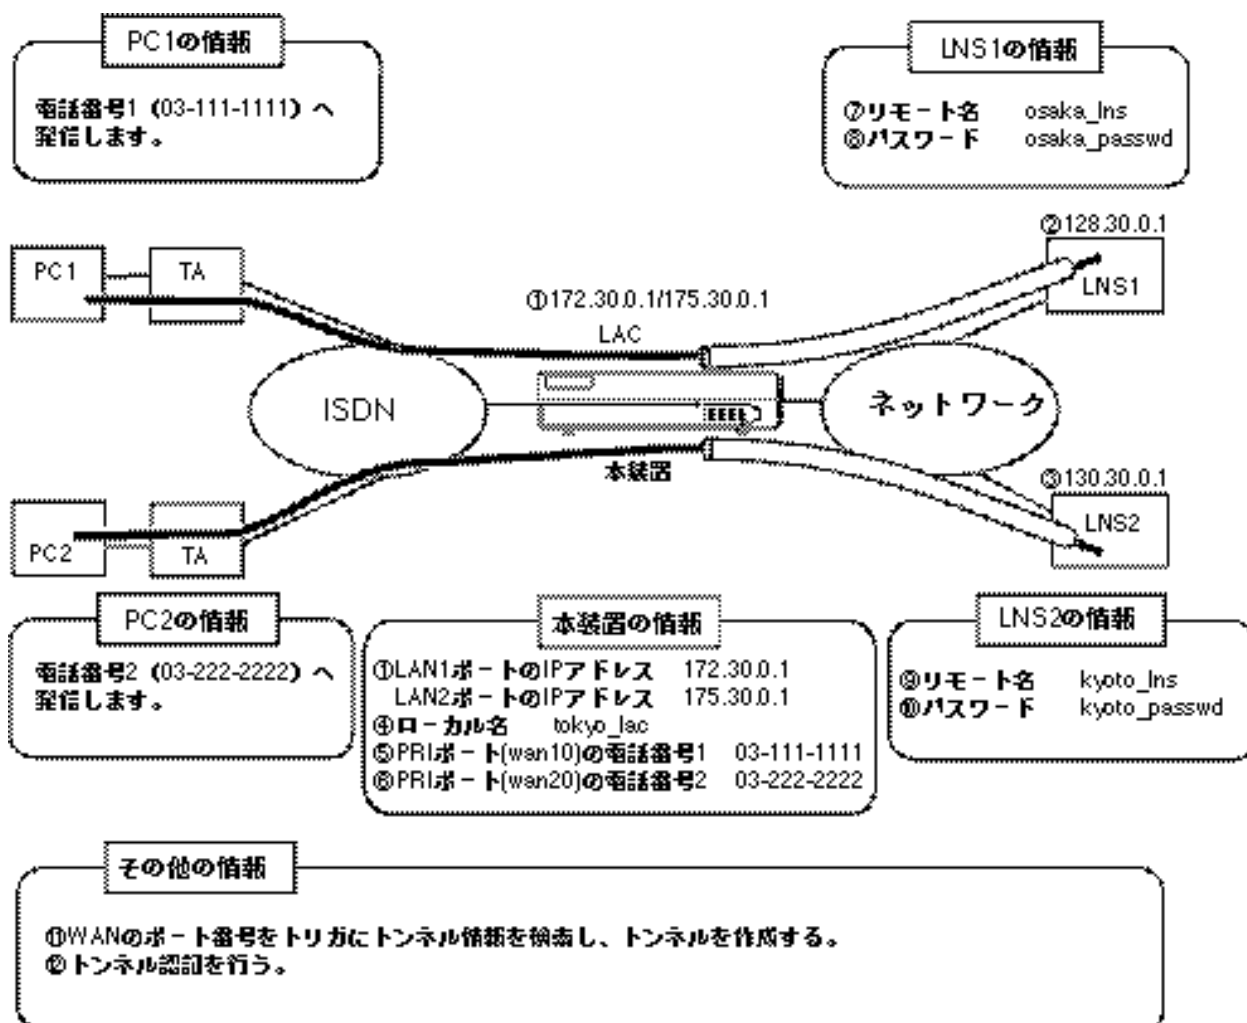 PC1の情報
電話番号1（03-111-1111）へ
発信します。
LNS1の情報
⑦リモート名 osaka_lns
⑧パスワード osaka_passwd
②128.30.0.1
PC1
TA
LNS1
①172.30.0.1/175.30.0.1
LAC
ISDN
ネットワーク
本装置
③130.30.0.1
PC2
TA
LNS2
PC2の情報
電話番号2（03-222-2222）へ
発信します。
本装置の情報
①LAN1ポートのIPアドレス 172.30.0.1
LAN2ポートのIPアドレス 175.30.0.1
④ローカル名 tokyo_lac
⑤PRIポート(wan10)の電話番号1 03-111-1111
⑥PRIポート(wan20)の電話番号2 03-222-2222
LNS2の情報
⑨リモート名 kyoto_lns
⑩パスワード kyoto_passwd
その他の情報
⑪WANのポート番号をトリガにトンネル情報を検索し、トンネルを作成する。
⑫トンネル認証を行う。